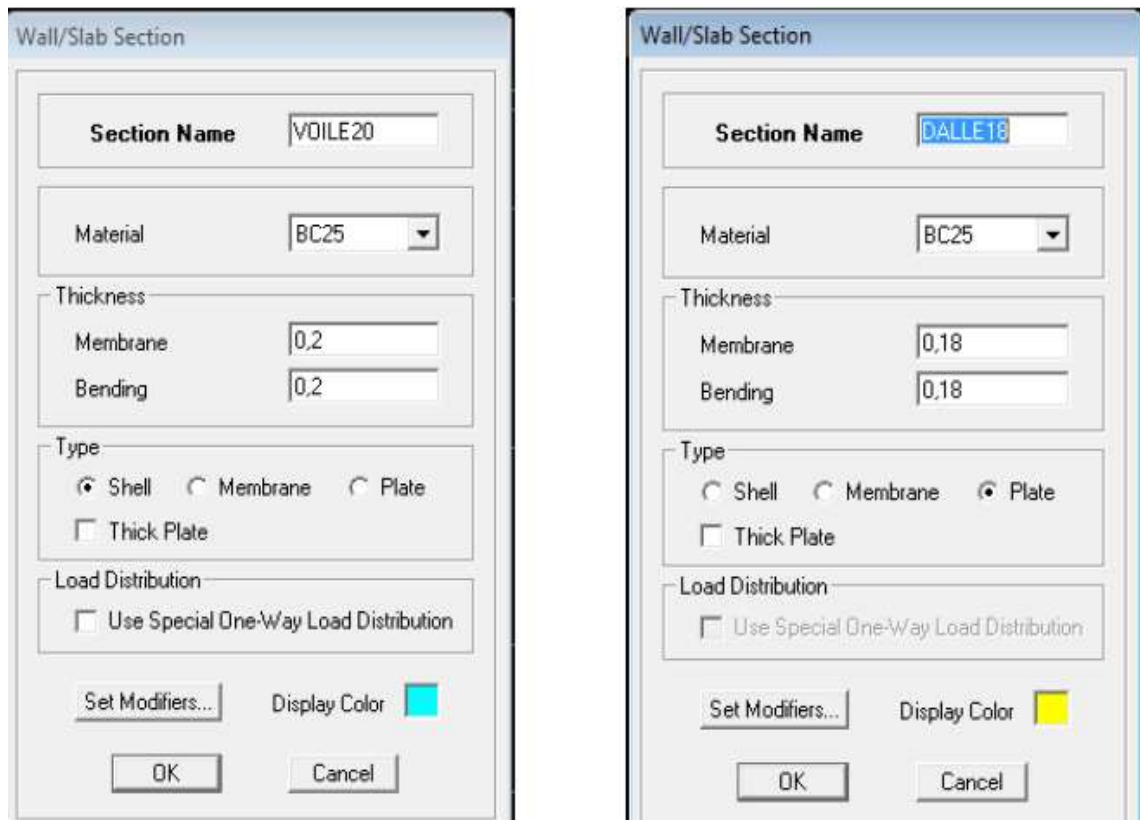 Wall/Slab Section
Section Name VOILE20
Material BC25
Thickness
Membrane 0,2
Bending 0,2
Type
Shell Membrane Plate
Thick Plate
Load Distribution
Use Special One-Way Load Distribution
Set Modifiers... Display Color
OK Cancel
Wall/Slab Section
Section Name DALLE18
Material BC25
Thickness
Membrane 0,18
Bending 0,18
Type
Shell Membrane Plate
Thick Plate
Load Distribution
Use Special One-Way Load Distribution
Set Modifiers... Display Color
OK Cancel